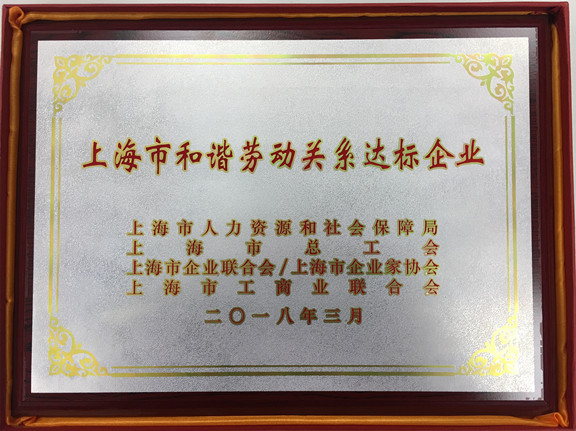 上海市和谐劳动关系达标企业
上海市人力资源和社会保障局
上海市总工会
上海市企业联合会/上海市企业家协会
上海市工商业联合会
二〇一八年三月